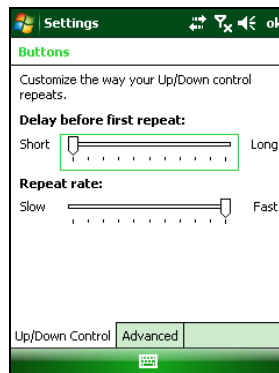 Settings ok
Buttons
Customize the way your Up/Down control
repeats.
Delay before first repeat:
Short Long
Repeat rate:
Slow Fast
Up/Down Control Advanced